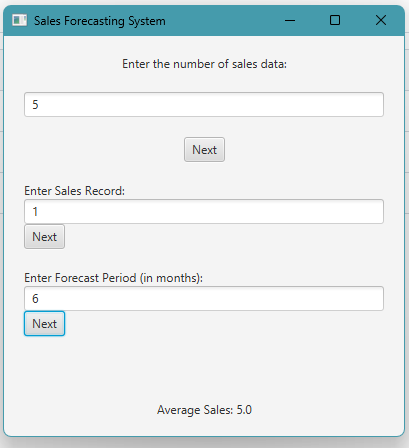 Sales Forecasting System
Enter the number of sales data:
5
Next
Enter Sales Record:
1
Next
Enter Forecast Period (in months):
6
Next
Average Sales: 5.0